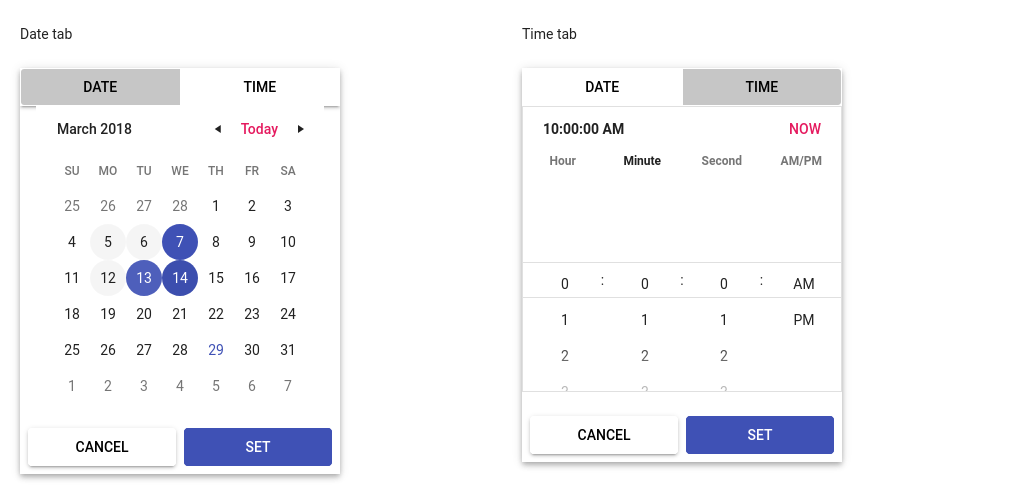 Date tab
DATE TIME
March 2018 ◀ Today ▶
SU MO TU WE TH FR SA
25 26 27 28 1 2 3
4 5 6 7 8 9 10
11 12 13 14 15 16 17
18 19 20 21 22 23 24
25 26 27 28 29 30 31
1 2 3 4 5 6 7
CANCEL SET
Time tab
DATE TIME
10:00:00 AM NOW
Hour Minute Second AM/PM
0 : 0 : 0 : AM
1 1 1 PM
2 2 2
CANCEL SET